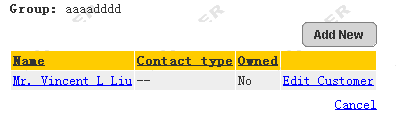 Group: aaaadddd
Add New
Name Contact type Owned
Mr. Vincent L Liu -- No Edit Customer
Cancel